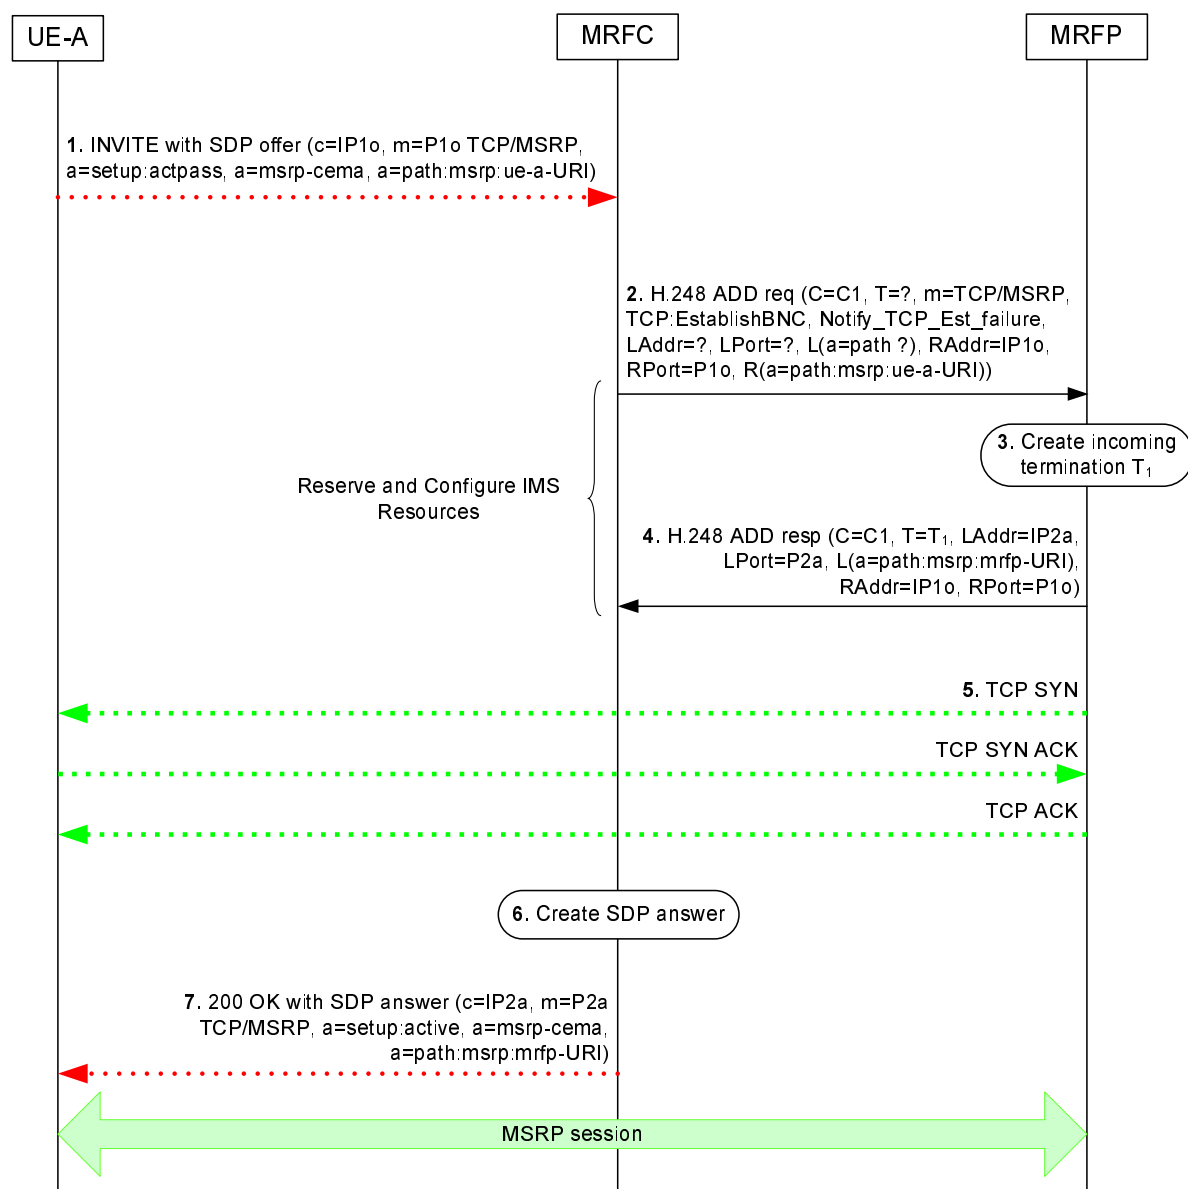 UE-A
MRFC
MRFP
1. INVITE with SDP offer (c=IP1o, m=P1o TCP/MSRP,
a=setup:actpass, a=msrp-cema, a=path:msrp:ue-a-URI)
2. H.248 ADD req (C=C1, T=?, m=TCP/MSRP,
TCP:EstablishBNC, Notify_TCP_Est_failure,
LAddr=?, LPort=?, L(a=path ?), RAddr=IP1o,
RPort=P1o, R(a=path:msrp:ue-a-URI))
3. Create incoming
termination T₁
Reserve and Configure IMS
Resources
4. H.248 ADD resp (C=C1, T=T₁, LAddr=IP2a,
LPort=P2a, L(a=path:msrp:mrfp-URI),
RAddr=IP1o, RPort=P1o)
5. TCP SYN
TCP SYN ACK
TCP ACK
6. Create SDP answer
7. 200 OK with SDP answer (c=IP2a, m=P2a
TCP/MSRP, a=setup:active, a=msrp-cema,
a=path:msrp:mrfp-URI)
MSRP session